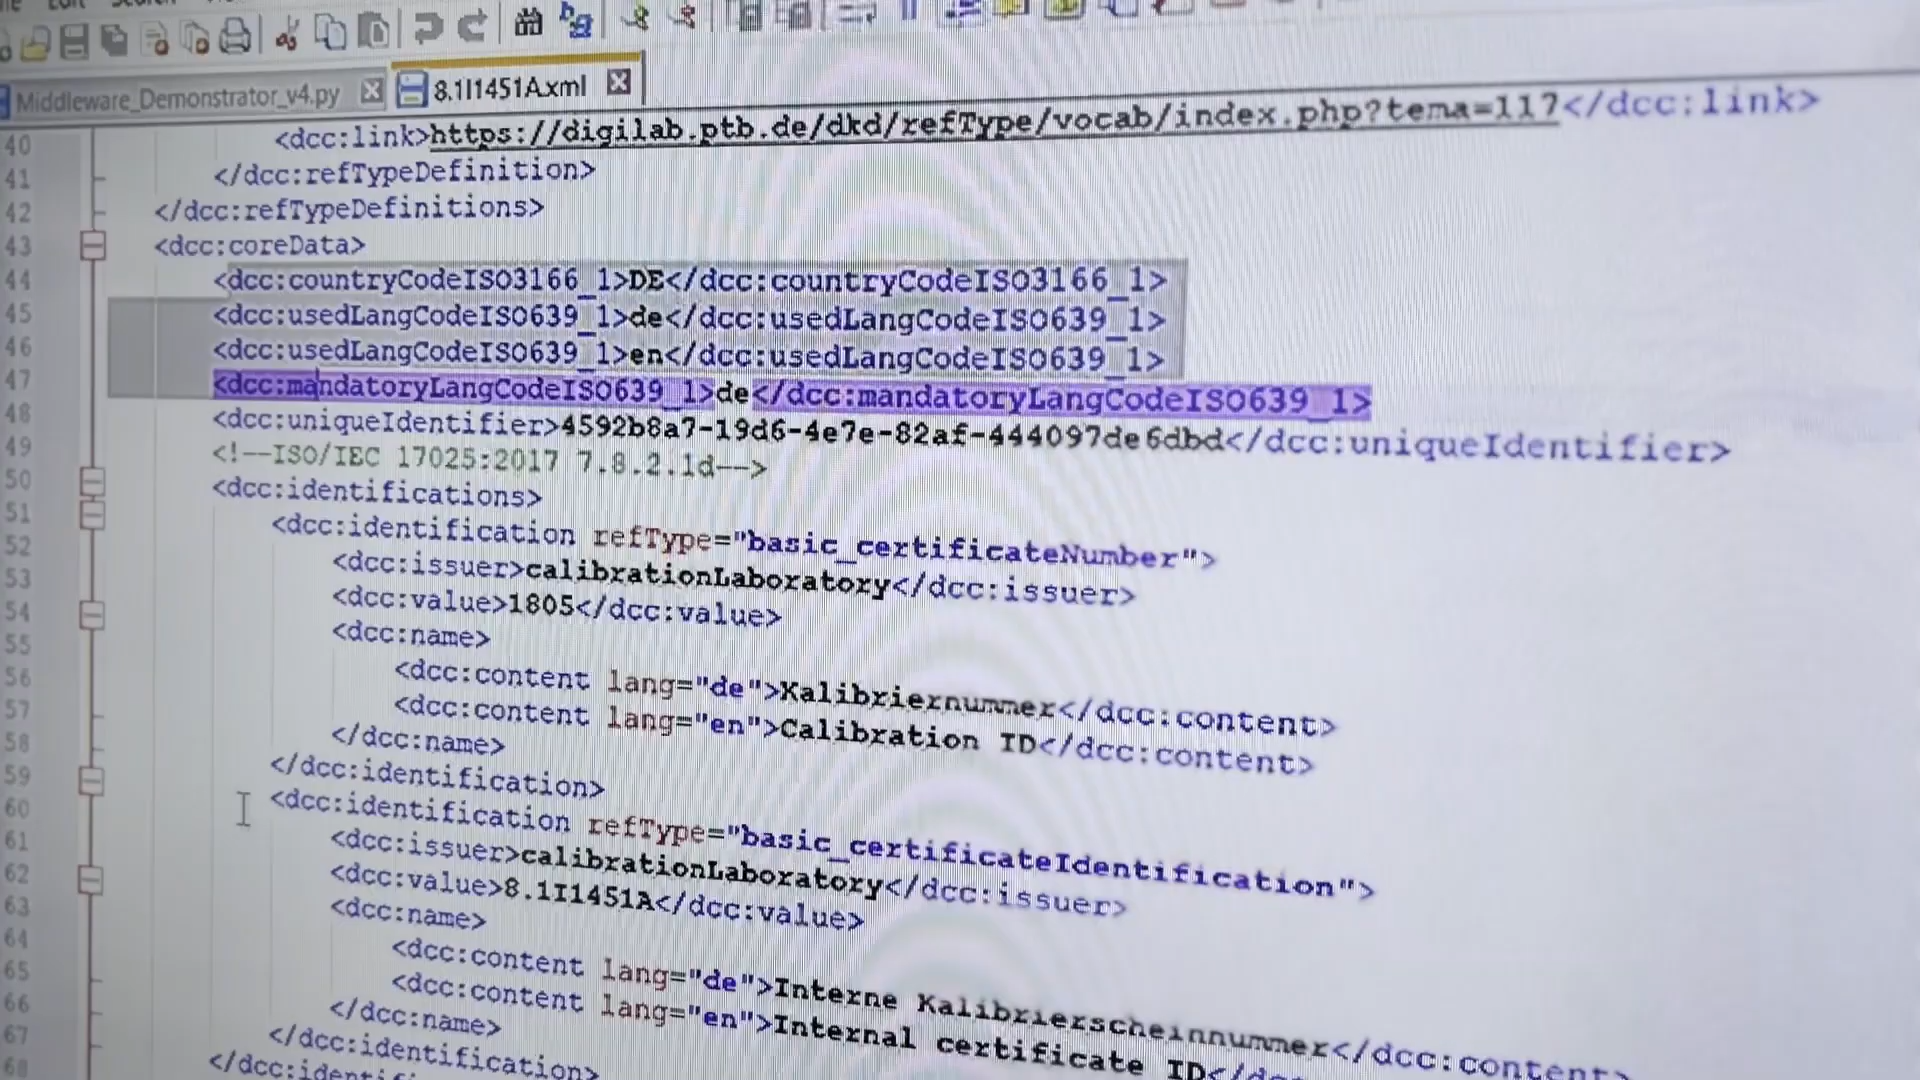 Middleware_Demonstrator_v4.py
8.1I1451A.xml
40 <dcc:link>https://digilab.ptb.de/dkd/refType/vocab/index.php?tema=117</dcc:link>
41 </dcc:refTypeDefinition>
42 </dcc:refTypeDefinitions>
43 <dcc:coreData>
44 <dcc:countryCodeISO3166_1>DE</dcc:countryCodeISO3166_1>
45 <dcc:usedLangCodeISO639_1>de</dcc:usedLangCodeISO639_1>
46 <dcc:usedLangCodeISO639_1>en</dcc:usedLangCodeISO639_1>
47 <dcc:mandatoryLangCodeISO639_1>de</dcc:mandatoryLangCodeISO639_1>
48 <dcc:uniqueIdentifier>4592b8a7-19d6-4e7e-82af-444097de6dbd</dcc:uniqueIdentifier>
49 <!--ISO/IEC 17025:2017 7.8.2.1d-->
50 <dcc:identifications>
51 <dcc:identification refType="basic_certificateNumber">
52 <dcc:issuer>calibrationLaboratory</dcc:issuer>
53 <dcc:value>1805</dcc:value>
54 <dcc:name>
55 <dcc:content lang="de">Kalibriernummer</dcc:content>
56 <dcc:content lang="en">Calibration ID</dcc:content>
57 </dcc:name>
58 </dcc:identification>
59 <dcc:identification refType="basic_certificateIdentification">
60 <dcc:issuer>calibrationLaboratory</dcc:issuer>
61 <dcc:value>8.1I1451A</dcc:value>
62 <dcc:name>
63 <dcc:content lang="de">Interne Kalibrierscheinnummer</dcc:content>
64 <dcc:content lang="en">Internal certificate ID</dc
65 </dcc:name>
66 </dcc:identification>
67 </dcc:identif
68